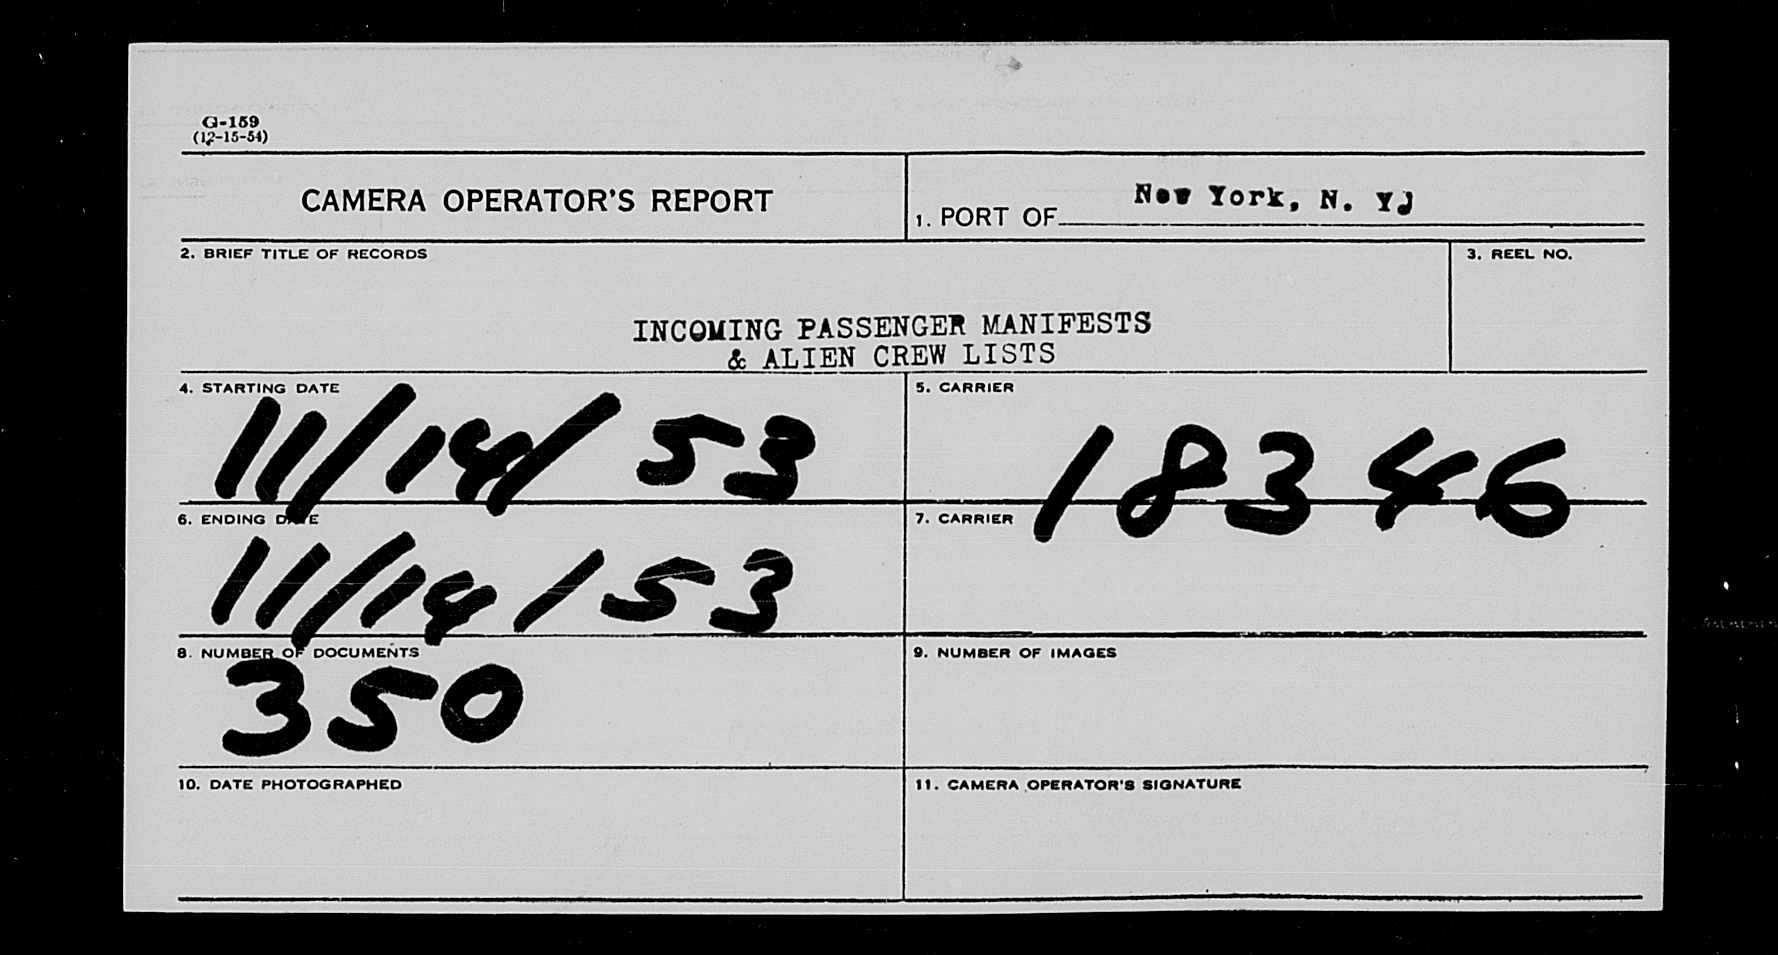 G-159
(12-15-54)
CAMERA OPERATOR'S REPORT
1. PORT OF New York, N. Y.
2. BRIEF TITLE OF RECORDS
3. REEL NO.
INCOMING PASSENGER MANIFESTS
& ALIEN CREW LISTS
4. STARTING DATE
5. CARRIER
11/14/53
18346
6. ENDING DATE
7. CARRIER
11/14/53
8. NUMBER OF DOCUMENTS
9. NUMBER OF IMAGES
350
10. DATE PHOTOGRAPHED
11. CAMERA OPERATOR'S SIGNATURE